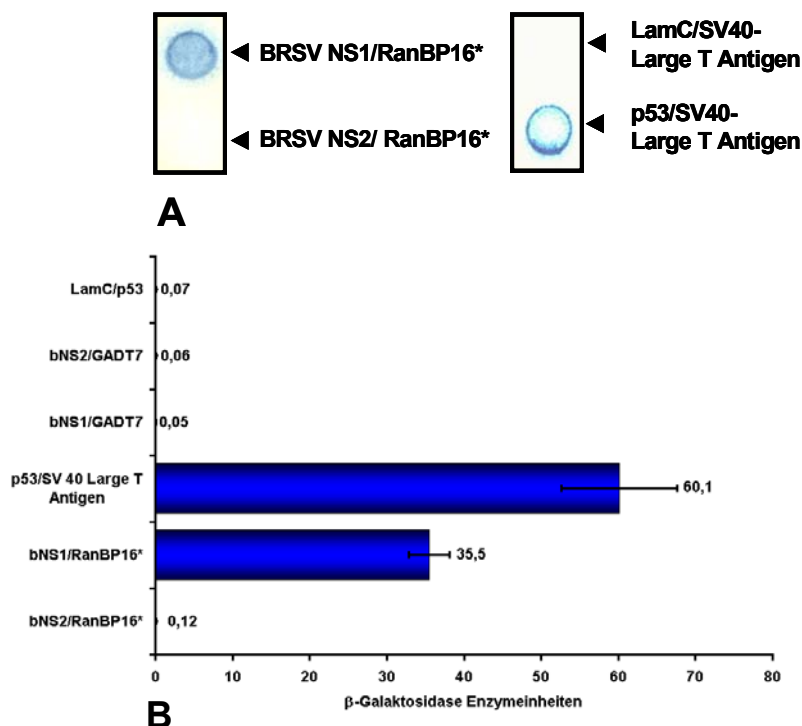 BRSV NS1/RanBP16*
BRSV NS2/ RanBP16*
LamC/SV40-
Large T Antigen
p53/SV40-
Large T Antigen
A
LamC/p53
0,07
bNS2/GADT7
0,06
bNS1/GADT7
0,05
p53/SV 40 Large T
Antigen
60,1
bNS1/RanBP16*
35,5
bNS2/RanBP16*
0,12
0 10 20 30 40 50 60 70 80
β-Galaktosidase Enzymeinheiten
B